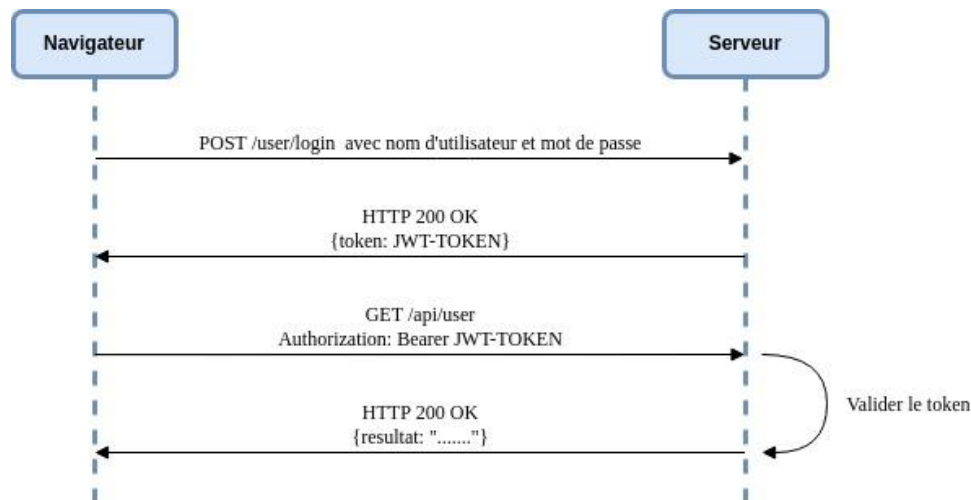 Navigateur
Serveur
POST /user/login  avec nom d'utilisateur et mot de passe
HTTP 200 OK
{token: JWT-TOKEN}
GET /api/user
Authorization: Bearer JWT-TOKEN
Valider le token
HTTP 200 OK
{resultat: "......."}